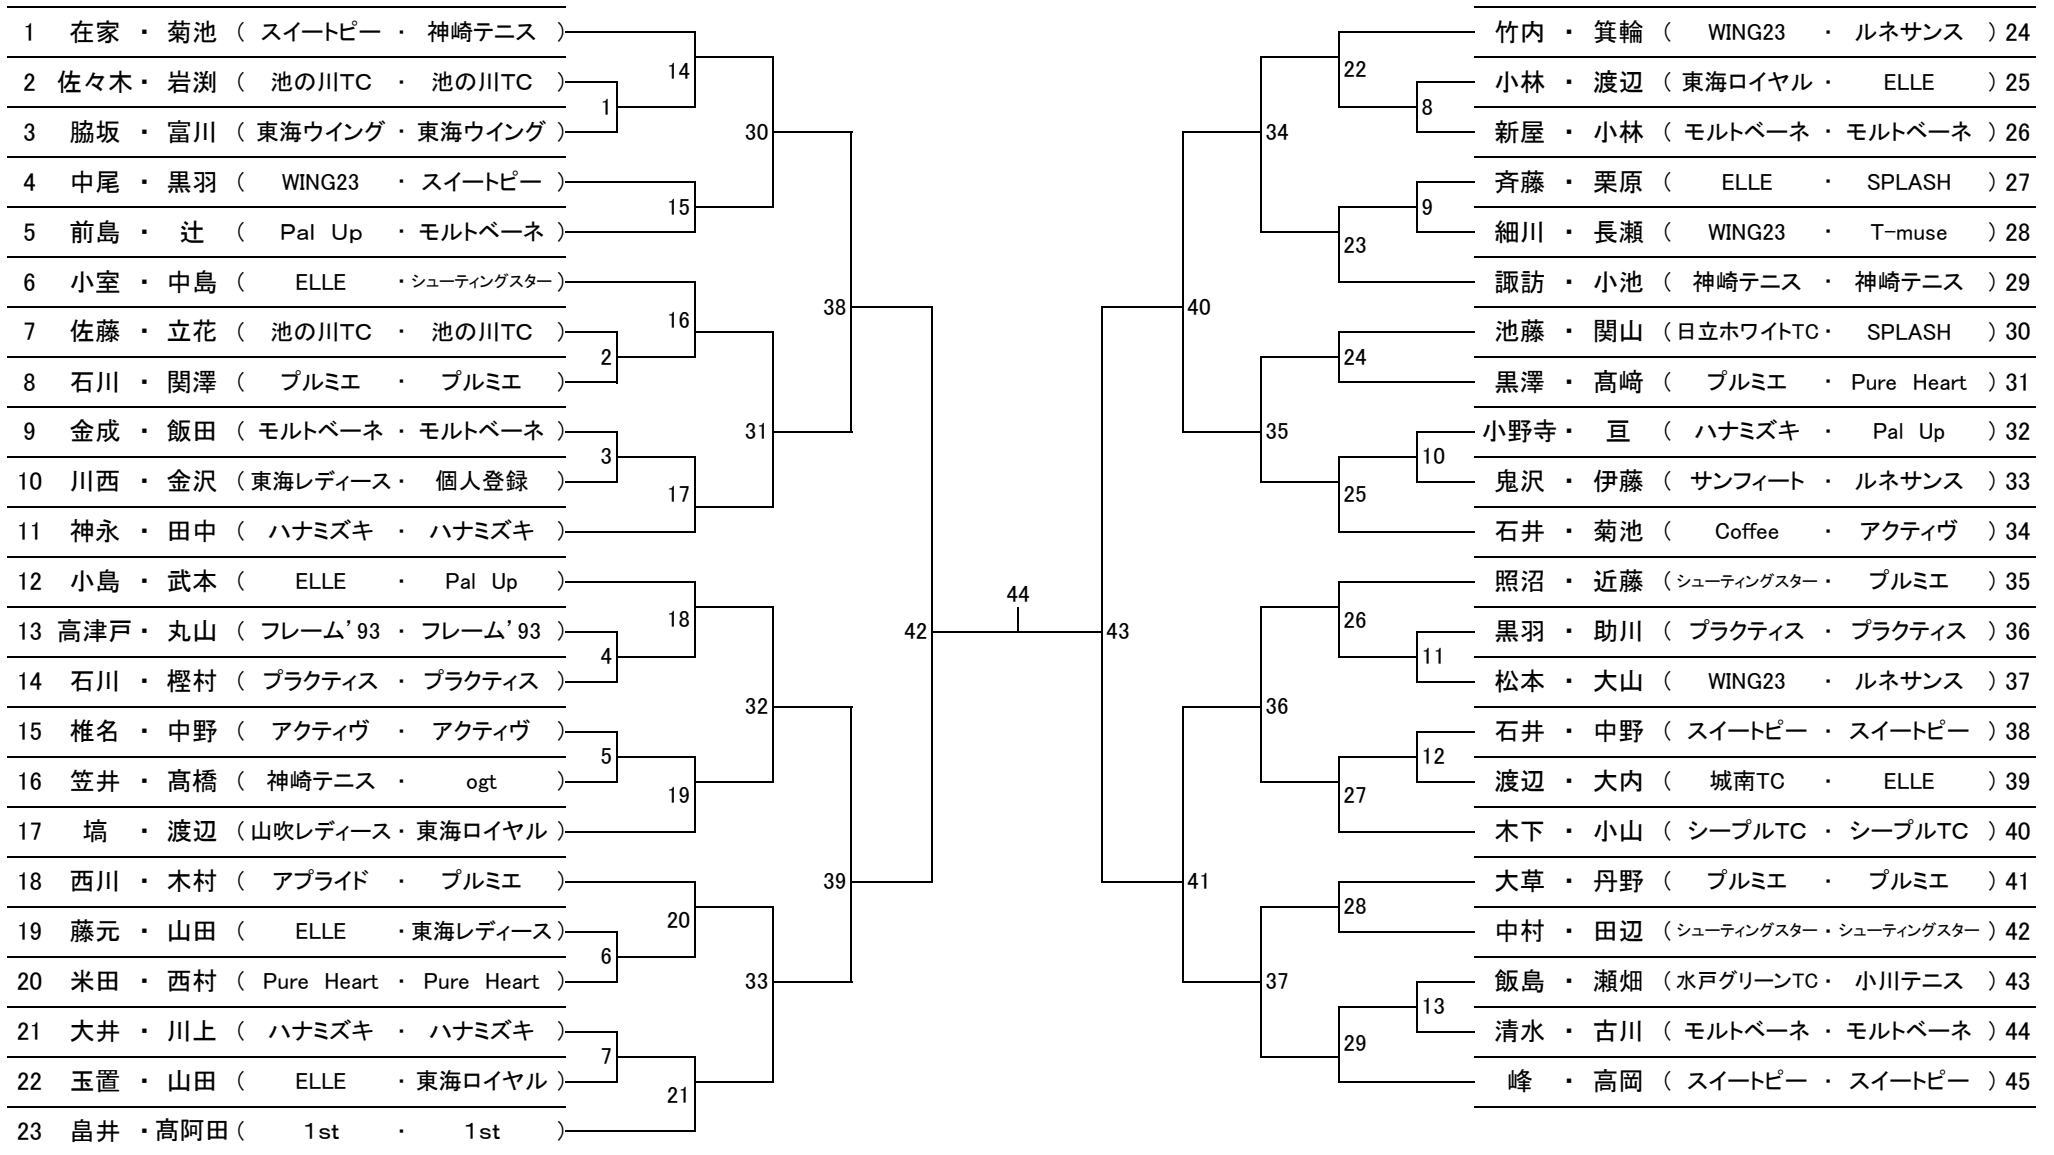 1 在家 ・ 菊池 ( スイートピー ・ 神崎テニス )
2 佐々木 ・ 岩渕 ( 池の川TC ・ 池の川TC )
3 脇坂 ・ 富川 ( 東海ウイング ・ 東海ウイング )
4 中尾 ・ 黒羽 ( WING23 ・ スイートピー )
5 前島 ・ 辻 ( Pal Up ・ モルトベーネ )
6 小室 ・ 中島 ( ELLE ・ シューティングスター )
7 佐藤 ・ 立花 ( 池の川TC ・ 池の川TC )
8 石川 ・ 関澤 ( プルミエ ・ プルミエ )
9 金成 ・ 飯田 ( モルトベーネ ・ モルトベーネ )
10 川西 ・ 金沢 ( 東海レディース ・ 個人登録 )
11 神永 ・ 田中 ( ハナミズキ ・ ハナミズキ )
12 小島 ・ 武本 ( ELLE ・ Pal Up )
13 高津戸 ・ 丸山 ( フレーム’93 ・ フレーム’93 )
14 石川 ・ 樫村 ( プラクティス ・ プラクティス )
15 椎名 ・ 中野 ( アクティヴ ・ アクティヴ )
16 笠井 ・ 髙橋 ( 神崎テニス ・ ogt )
17 塙 ・ 渡辺 ( 山吹レディース ・ 東海ロイヤル )
18 西川 ・ 木村 ( アプライド ・ プルミエ )
19 藤元 ・ 山田 ( ELLE ・ 東海レディース )
20 米田 ・ 西村 ( Pure Heart ・ Pure Heart )
21 大井 ・ 川上 ( ハナミズキ ・ ハナミズキ )
22 玉置 ・ 山田 ( ELLE ・ 東海ロイヤル )
23 畠井 ・ 髙阿田 ( 1st ・ 1st )
1
2
3
4
5
6
7
14
15
16
17
18
19
20
21
30
31
32
33
38
39
42
44
43
40
41
34
35
36
37
22
23
24
25
26
27
28
29
8
9
10
11
12
13
竹内 ・ 箕輪 ( WING23 ・ ルネサンス ) 24
小林 ・ 渡辺 ( 東海ロイヤル ・ ELLE ) 25
新屋 ・ 小林 ( モルトベーネ ・ モルトベーネ ) 26
斉藤 ・ 栗原 ( ELLE ・ SPLASH ) 27
細川 ・ 長瀬 ( WING23 ・ T-muse ) 28
諏訪 ・ 小池 ( 神崎テニス ・ 神崎テニス ) 29
池藤 ・ 関山 ( 日立ホワイトTC ・ SPLASH ) 30
黒澤 ・ 髙﨑 ( プルミエ ・ Pure Heart ) 31
小野寺 ・ 亘 ( ハナミズキ ・ Pal Up ) 32
鬼沢 ・ 伊藤 ( サンフィート ・ ルネサンス ) 33
石井 ・ 菊池 ( Coffee ・ アクティヴ ) 34
照沼 ・ 近藤 ( シューティングスター ・ プルミエ ) 35
黒羽 ・ 助川 ( プラクティス ・ プラクティス ) 36
松本 ・ 大山 ( WING23 ・ ルネサンス ) 37
石井 ・ 中野 ( スイートピー ・ スイートピー ) 38
渡辺 ・ 大内 ( 城南TC ・ ELLE ) 39
木下 ・ 小山 ( シープルTC ・ シープルTC ) 40
大草 ・ 丹野 ( プルミエ ・ プルミエ ) 41
中村 ・ 田辺 ( シューティングスター ・ シューティングスター ) 42
飯島 ・ 瀬畑 ( 水戸グリーンTC ・ 小川テニス ) 43
清水 ・ 古川 ( モルトベーネ ・ モルトベーネ ) 44
峰 ・ 高岡 ( スイートピー ・ スイートピー ) 45